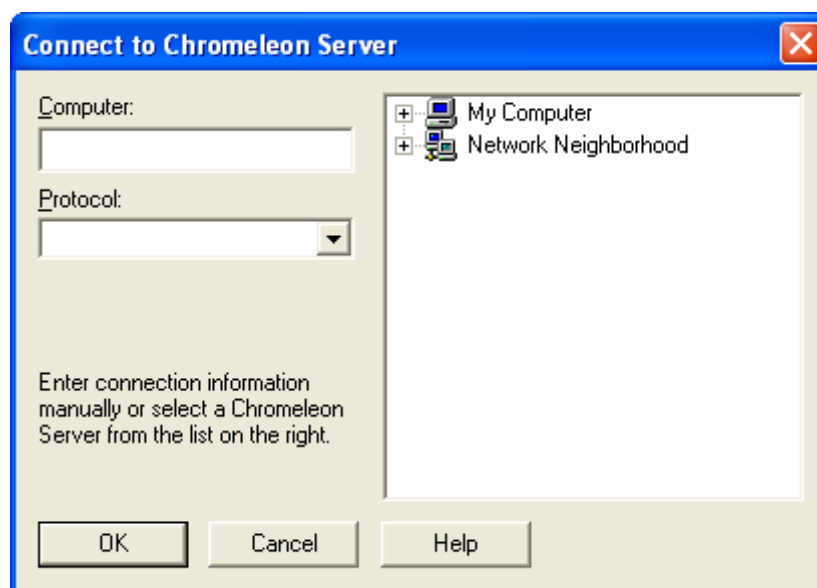 Connect to Chromeleon Server
Computer:
Protocol:
Enter connection information
manually or select a Chromeleon
Server from the list on the right.
My Computer
Network Neighborhood
OK
Cancel
Help